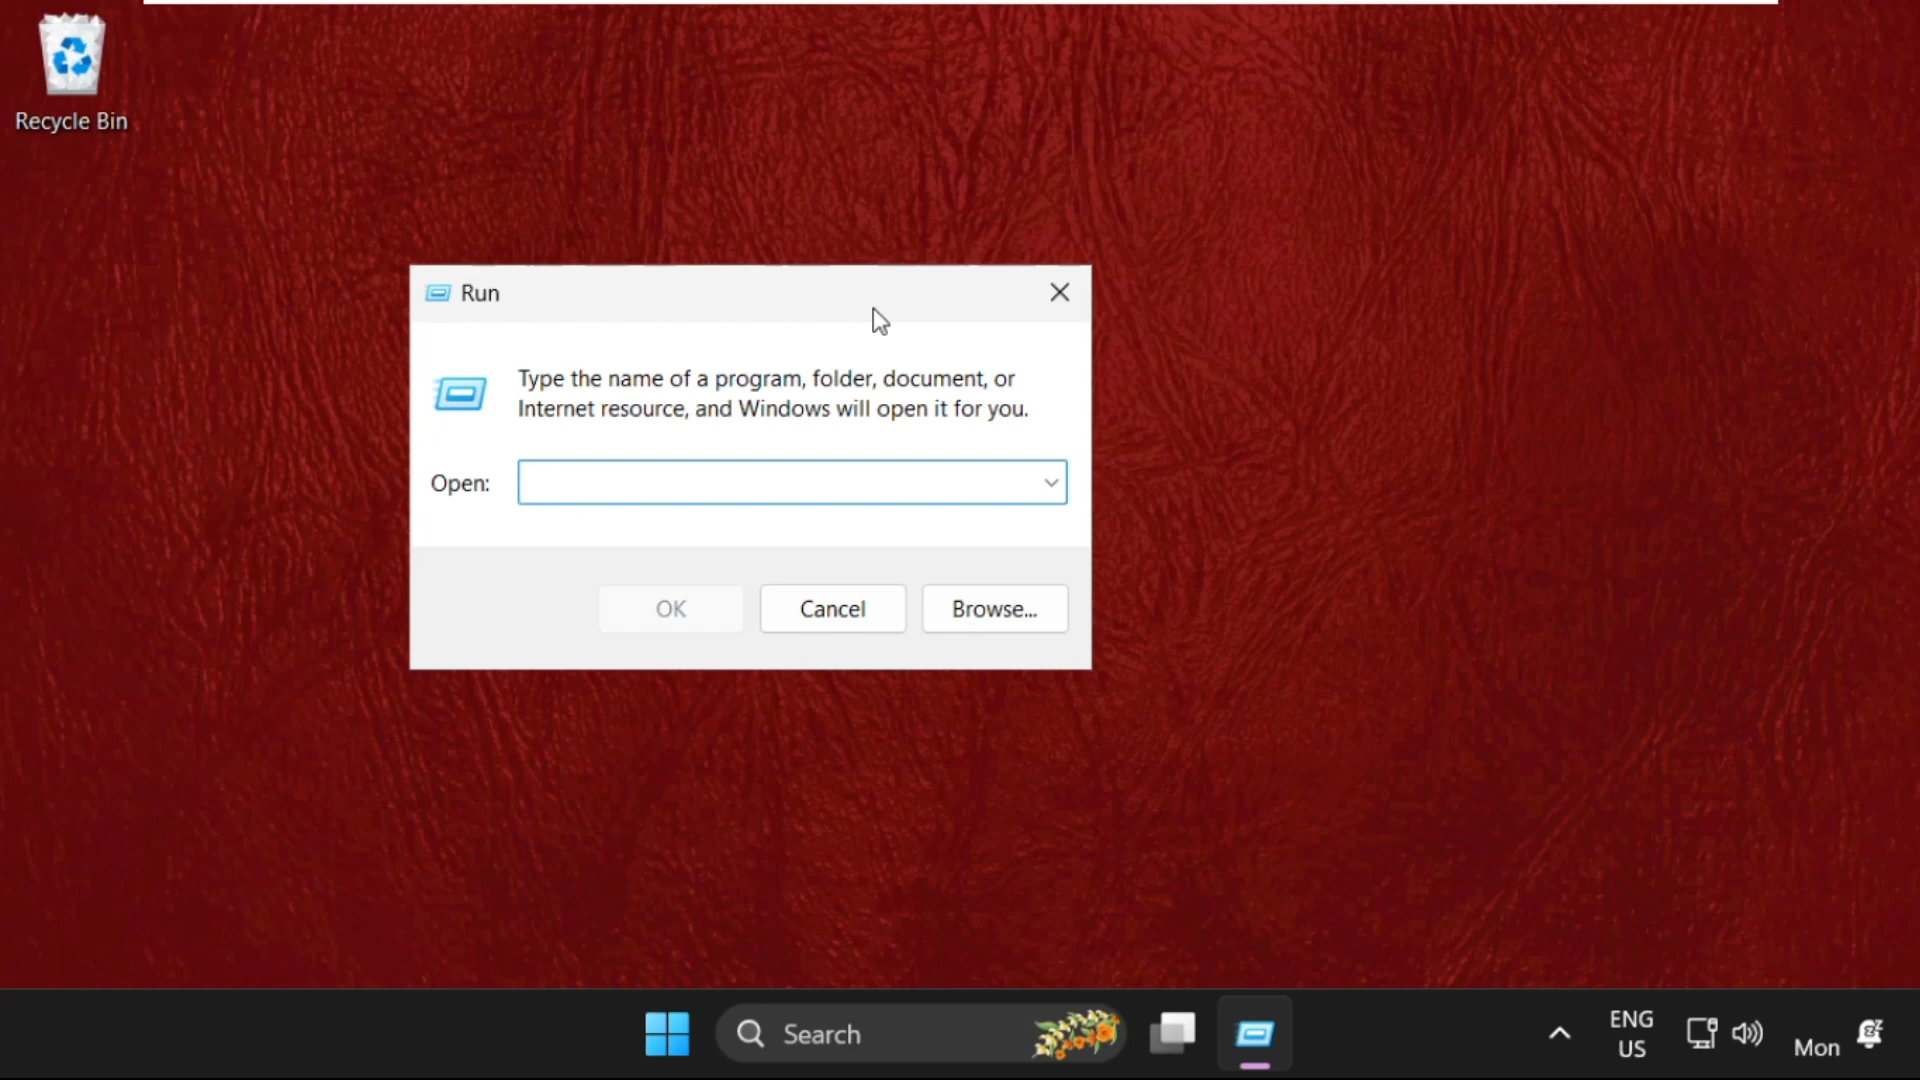 Recycle Bin
Run
Type the name of a program, folder, document, or
Internet resource, and Windows will open it for you.
Open:
OK
Cancel
Browse...
Search
ENG
US
Mon